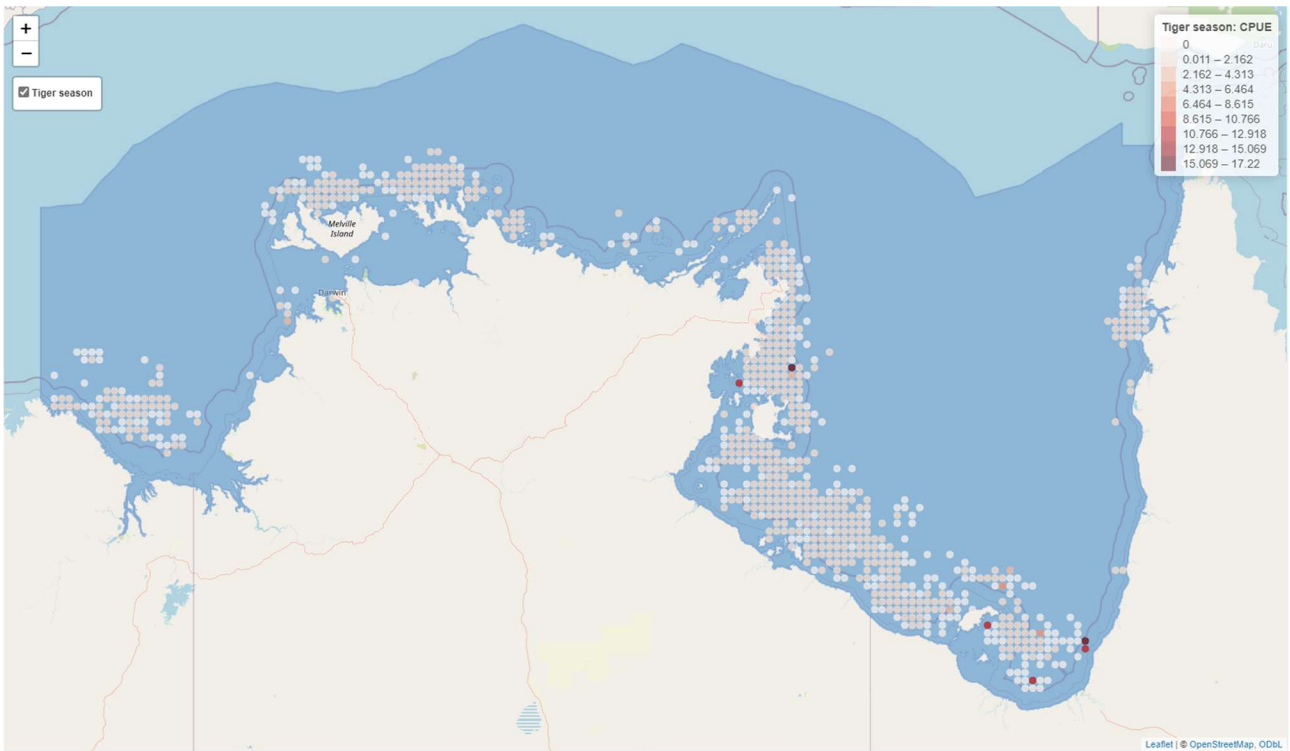 +
−
Tiger season
Tiger season: CPUE
0
0.011 – 2.162
2.162 – 4.313
4.313 – 6.464
6.464 – 8.615
8.615 – 10.766
10.766 – 12.918
12.918 – 15.069
15.069 – 17.22
Daru
Melville
Island
Darwin
Leaflet | © OpenStreetMap, ODbL